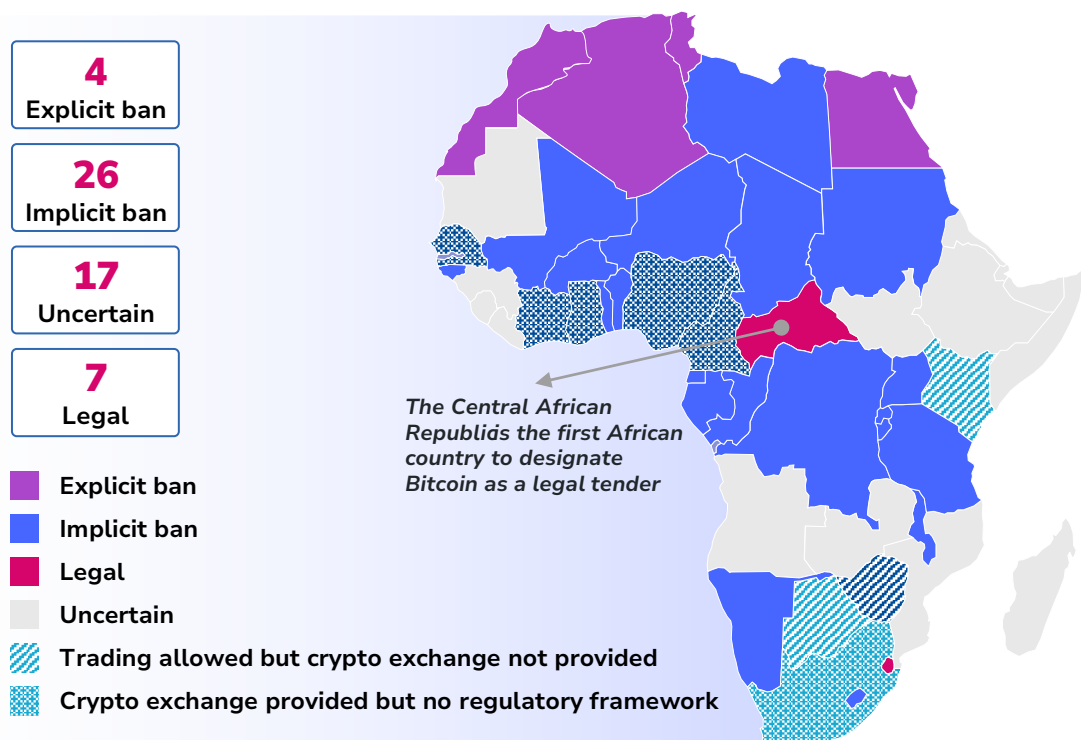 4
Explicit ban
26
Implicit ban
17
Uncertain
7
Legal
Explicit ban
Implicit ban
Legal
Uncertain
Trading allowed but crypto exchange not provided
Crypto exchange provided but no regulatory framework
The Central African
Republic is the first African
country to designate
Bitcoin as a legal tender